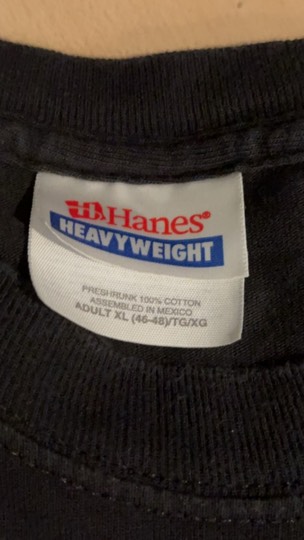 Hanes®
HEAVYWEIGHT
PRESHRUNK 100% COTTON
ASSEMBLED IN MEXICO
ADULT XL (46-48)/TG/XG